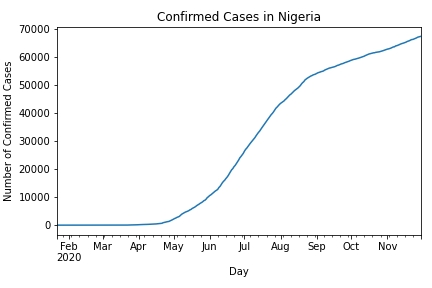 Confirmed Cases in Nigeria
70000
60000
50000
40000
30000
20000
10000
0
Number of Confirmed Cases
Feb Mar Apr May Jun Jul Aug Sep Oct Nov
2020
Day